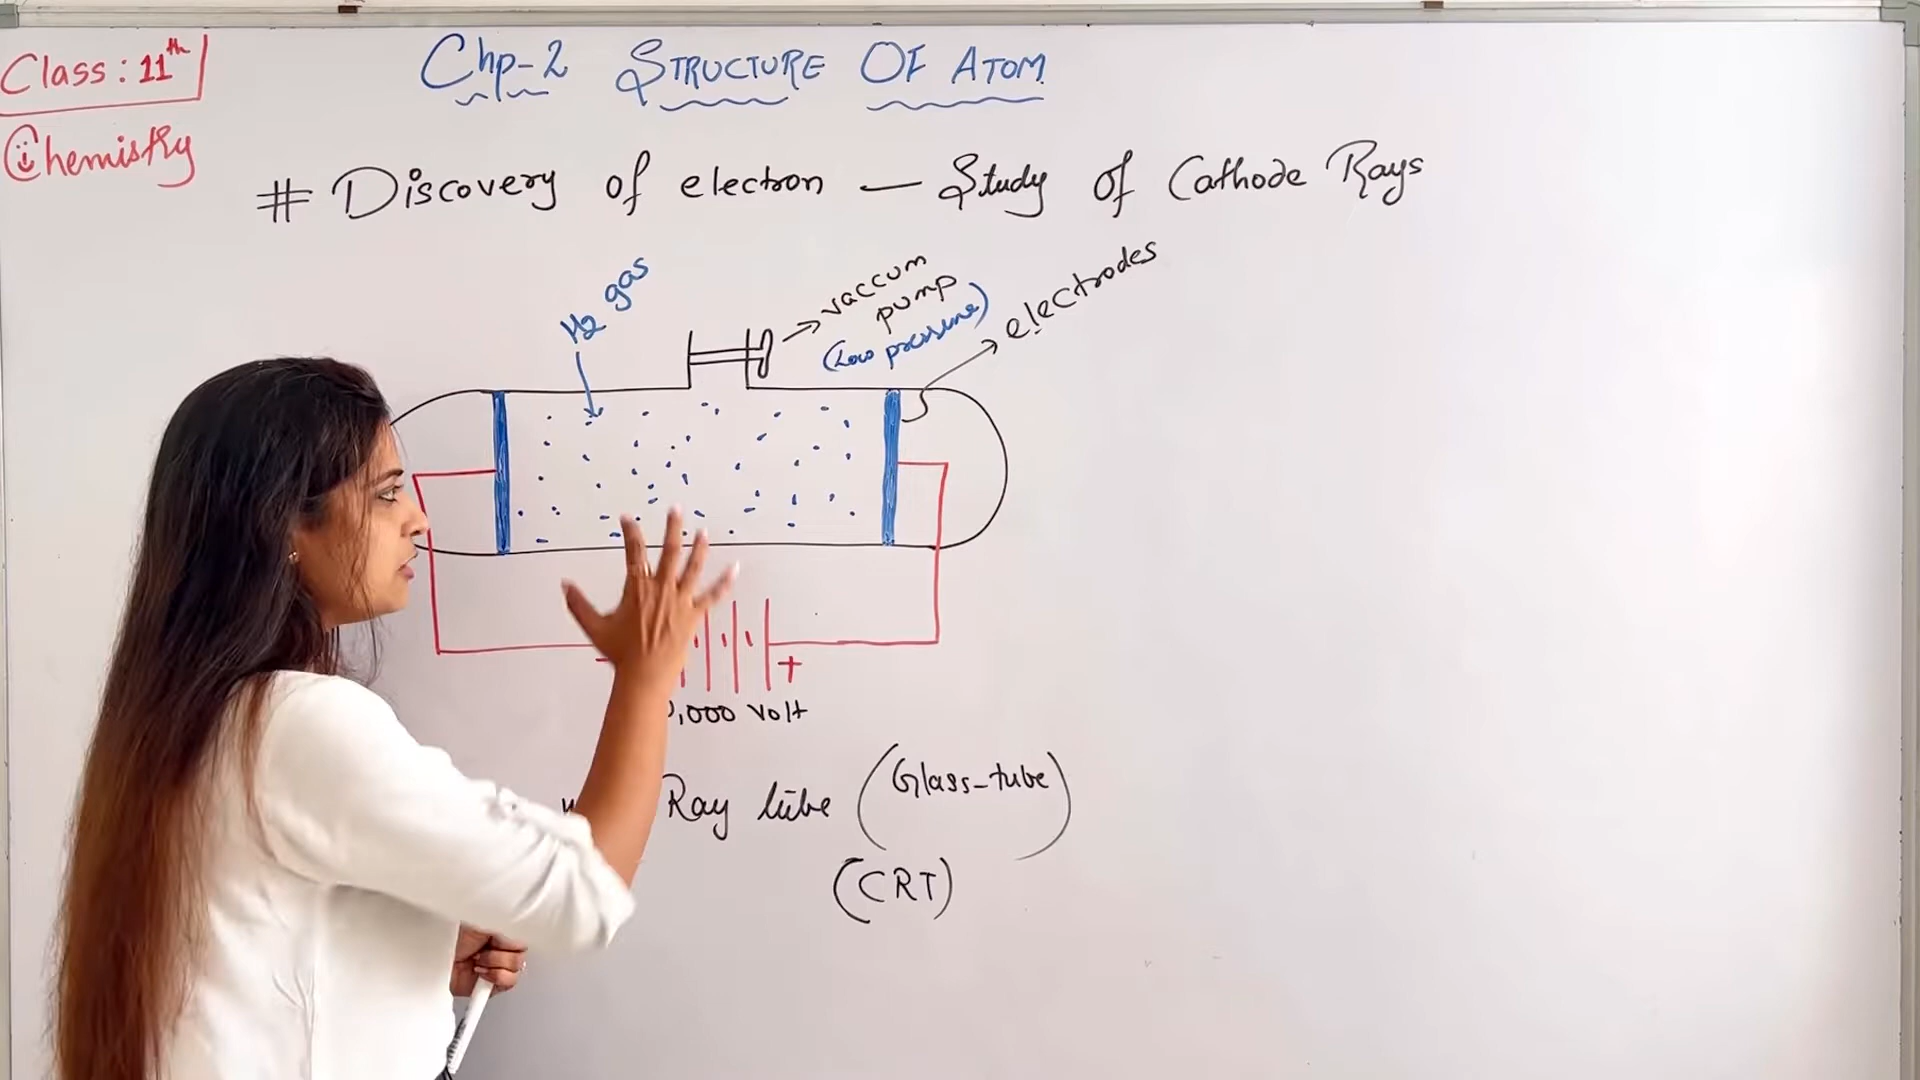 Class: 11th
Chemistry
Chp-2 STRUCTURE OF ATOM
# Discovery of electron — Study of Cathode Rays
H2 gas
vaccum
pump
(Low pressure)
electrodes
+
,000 volt
Ray tube (Glass-tube)
(CRT)